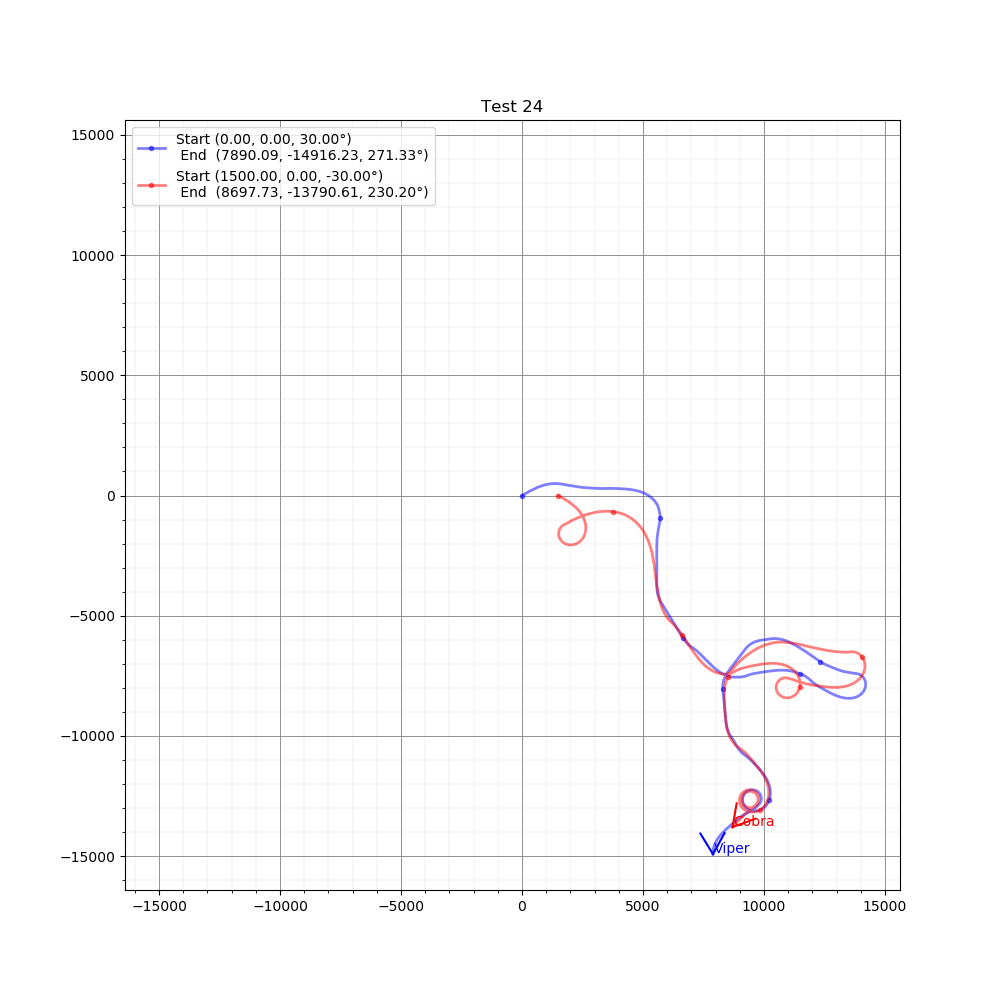 Test 24
Start (0.00, 0.00, 30.00°)
End  (7890.09, -14916.23, 271.33°)
Start (1500.00, 0.00, -30.00°)
End  (8697.73, -13790.61, 230.20°)
15000
10000
5000
0
−5000
−10000
−15000
Cobra
Viper
−15000 −10000 −5000 0 5000 10000 15000